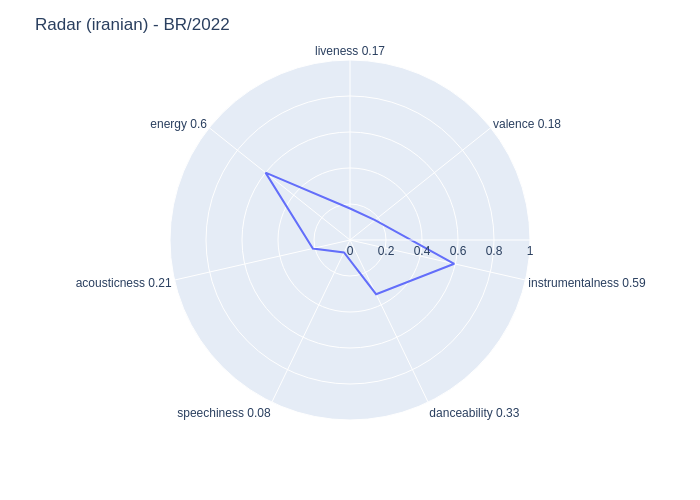 Radar (iranian) - BR/2022
liveness 0.17
energy 0.6
valence 0.18
0 0.2 0.4 0.6 0.8 1
acousticness 0.21
instrumentalness 0.59
speechiness 0.08
danceability 0.33